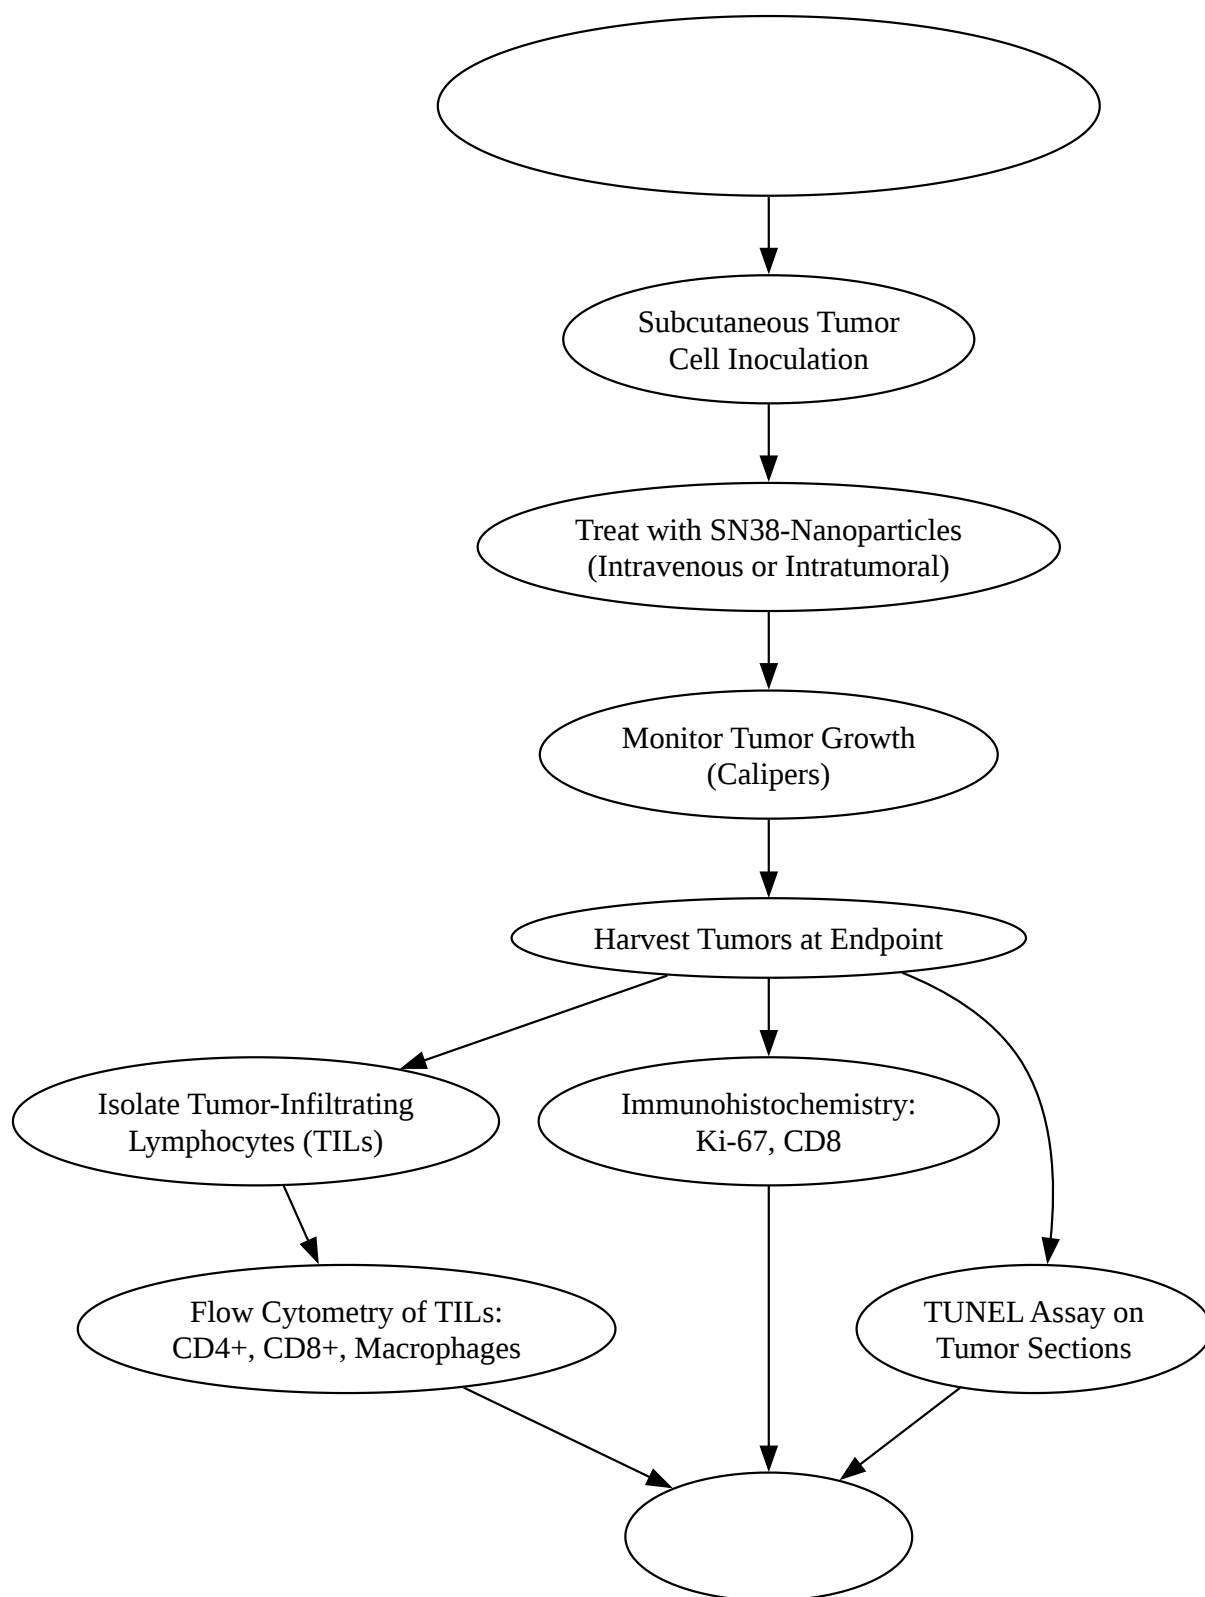 Subcutaneous Tumor
Cell Inoculation
Treat with SN38-Nanoparticles
(Intravenous or Intratumoral)
Monitor Tumor Growth
(Calipers)
Harvest Tumors at Endpoint
Isolate Tumor-Infiltrating
Lymphocytes (TILs)
Immunohistochemistry:
Ki-67, CD8
Flow Cytometry of TILs:
CD4+, CD8+, Macrophages
TUNEL Assay on
Tumor Sections